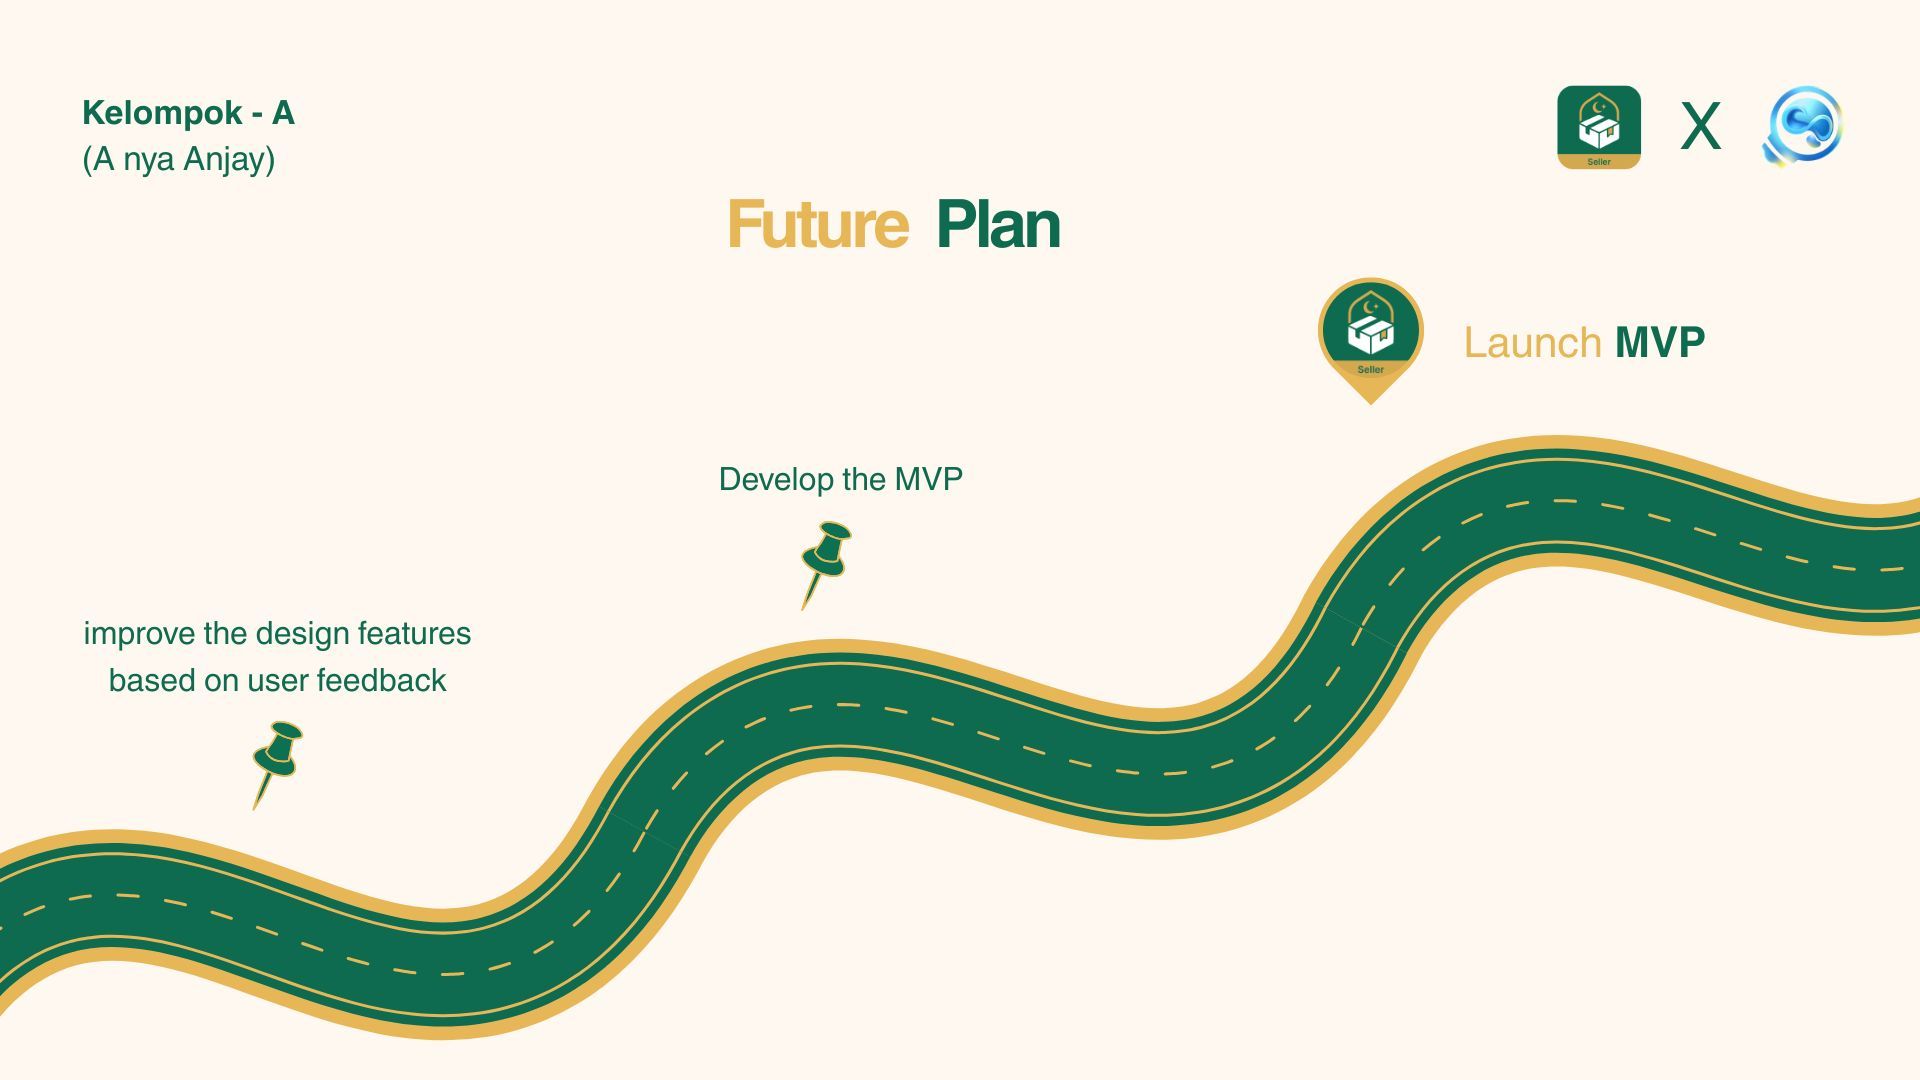 Kelompok - A
(A nya Anjay)
Seller
X
Future Plan
Seller
Launch MVP
Develop the MVP
improve the design features
based on user feedback